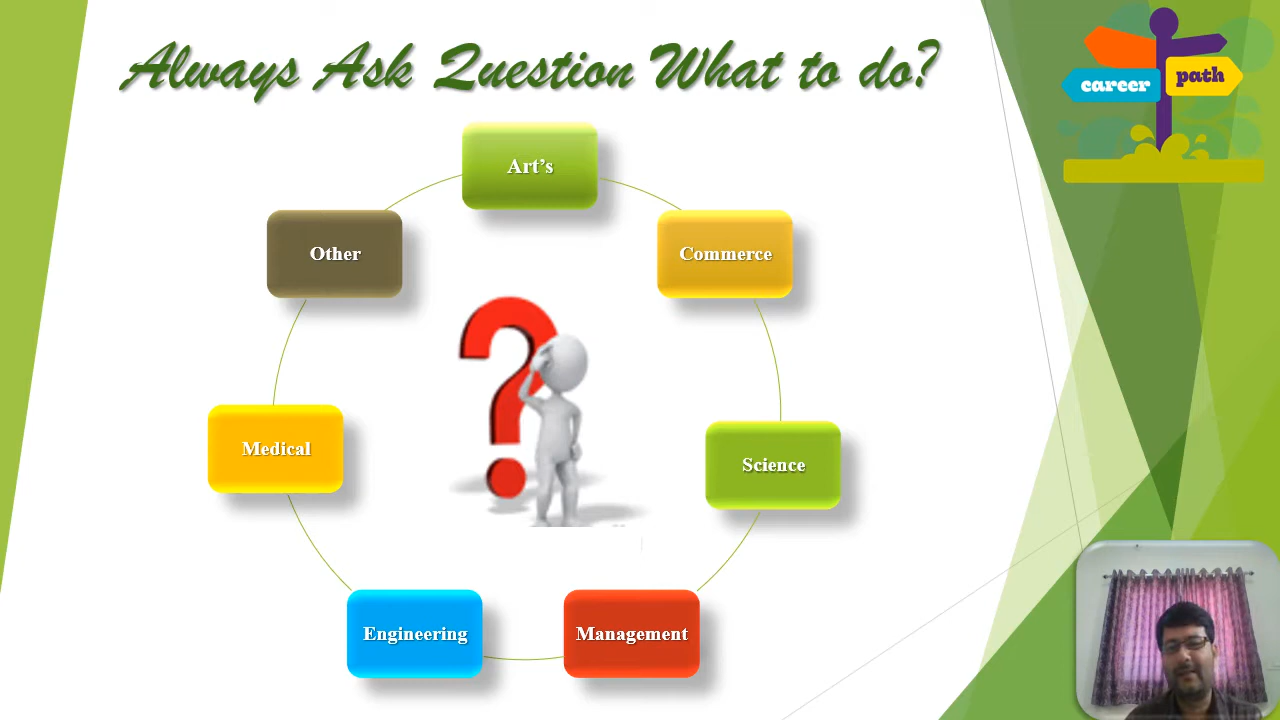 Always Ask Question What to do?
career
path
Art’s
Commerce
Science
Management
Engineering
Medical
Other